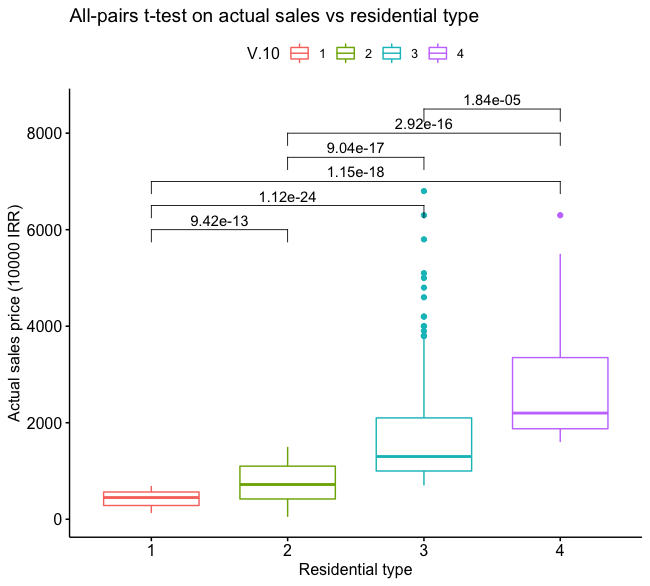 All-pairs t-test on actual sales vs residential type
V.10 1 2 3 4
1.84e-05
2.92e-16
9.04e-17
1.15e-18
1.12e-24
9.42e-13
8000
6000
4000
2000
0
Actual sales price (10000 IRR)
1 2 3 4
Residential type